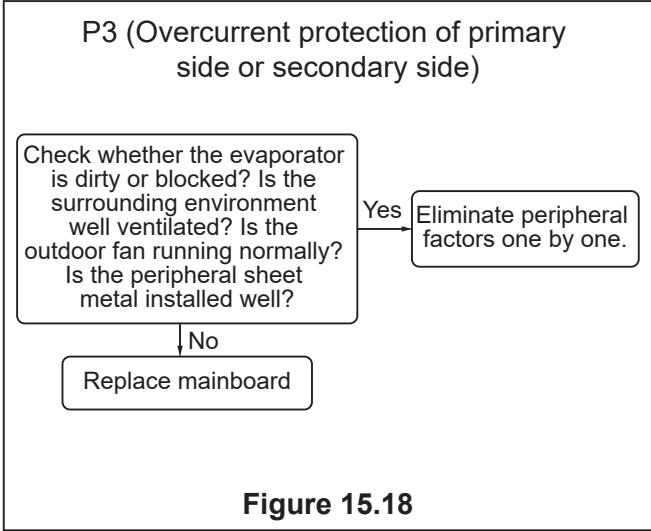 P3 (Overcurrent protection of primary
side or secondary side)
Check whether the evaporator
is dirty or blocked? Is the
surrounding environment
well ventilated? Is the
outdoor fan running normally?
Is the peripheral sheet
metal installed well?
Yes
Eliminate peripheral
factors one by one.
No
Replace mainboard
Figure 15.18